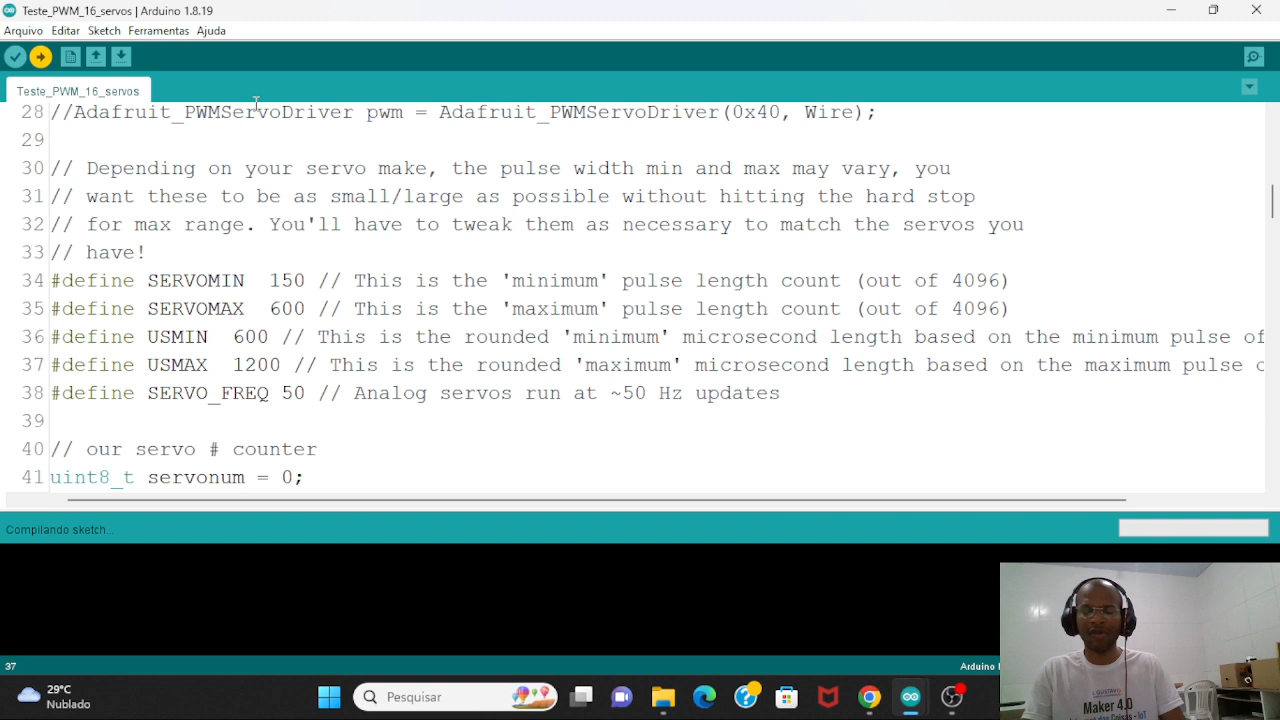 Teste_PWM_16_servos | Arduino 1.8.19
Arquivo Editar Sketch Ferramentas Ajuda
Teste_PWM_16_servos
28 //Adafruit_PWMServoDriver pwm = Adafruit_PWMServoDriver(0x40, Wire);
29
30 // Depending on your servo make, the pulse width min and max may vary, you
31 // want these to be as small/large as possible without hitting the hard stop
32 // for max range. You'll have to tweak them as necessary to match the servos you
33 // have!
34 #define SERVOMIN 150 // This is the 'minimum' pulse length count (out of 4096)
35 #define SERVOMAX 600 // This is the 'maximum' pulse length count (out of 4096)
36 #define USMIN 600 // This is the rounded 'minimum' microsecond length based on the minimum pulse of
37 #define USMAX 1200 // This is the rounded 'maximum' microsecond length based on the maximum pulse
38 #define SERVO_FREQ 50 // Analog servos run at ~50 Hz updates
39
40 // our servo # counter
41 uint8_t servonum = 0;
Compilando sketch...
37
Arduino
29°C
Nublado
Pesquisar
Maker 4.0